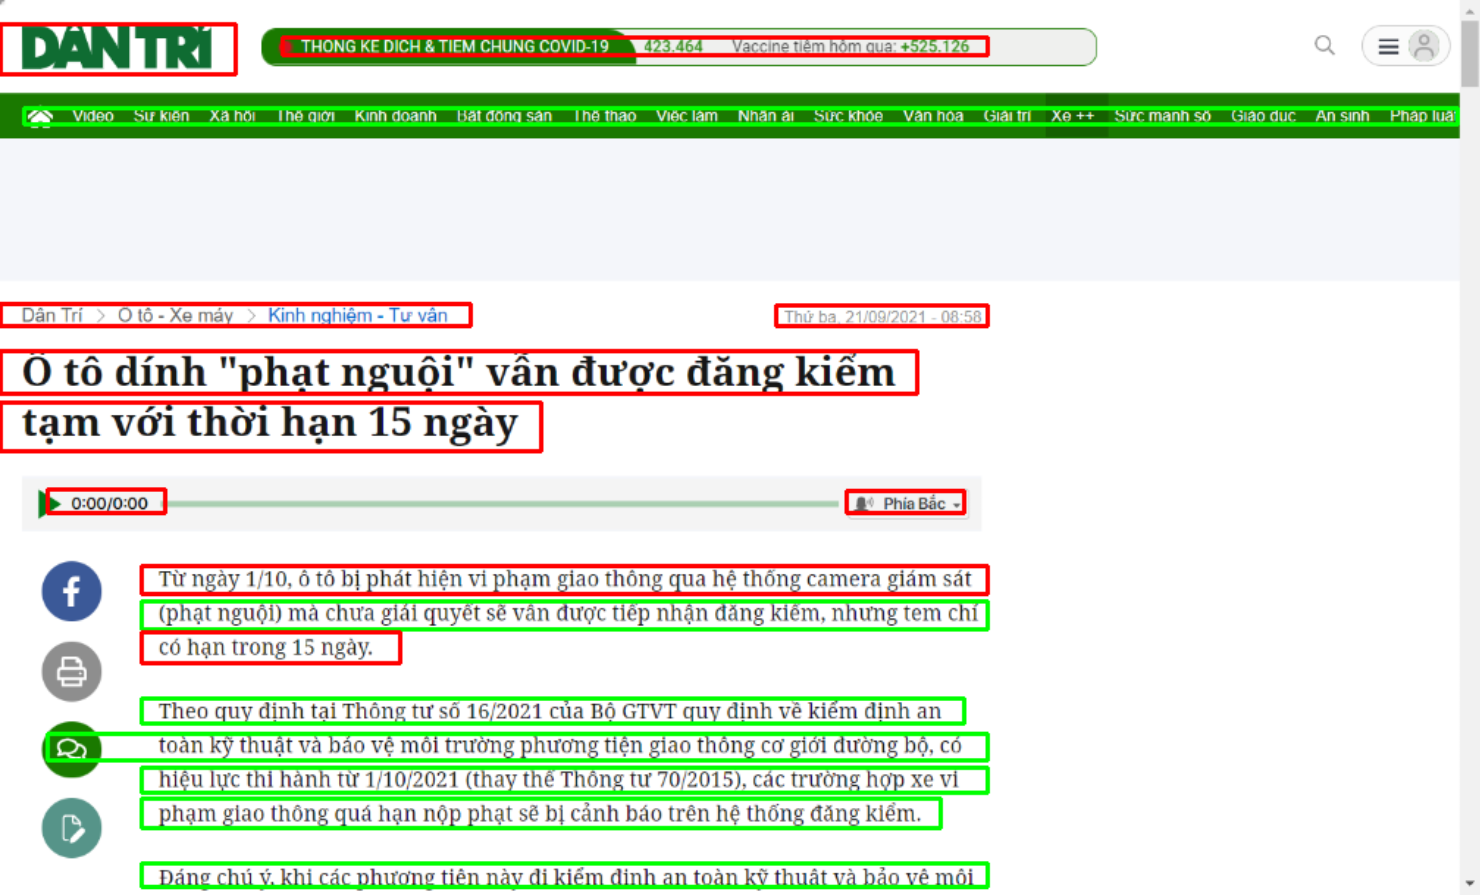 DÂN TRÍ
THỐNG KÊ DỊCH & TIÊM CHỦNG COVID-19 423.464 Vaccine tiêm hôm qua: +525.126
Video Sự kiện Xã hội Thế giới Kinh doanh Bất động sản Thể thao Việc làm Nhân ái Sức khỏe Văn hóa Giải trí Xe ++ Sức mạnh số Giáo dục An sinh Pháp luật
Dân Trí > Ô tô - Xe máy > Kinh nghiệm - Tư vấn
Thứ ba, 21/09/2021 - 08:58
Ô tô dính "phạt nguội" vẫn được đăng kiểm
tạm với thời hạn 15 ngày
0:00/0:00
Phía Bắc
Từ ngày 1/10, ô tô bị phát hiện vi phạm giao thông qua hệ thống camera giám sát
(phạt nguội) mà chưa giải quyết sẽ vẫn được tiếp nhận đăng kiểm, nhưng tem chỉ
có hạn trong 15 ngày.
Theo quy định tại Thông tư số 16/2021 của Bộ GTVT quy định về kiểm định an
toàn kỹ thuật và bảo vệ môi trường phương tiện giao thông cơ giới đường bộ, có
hiệu lực thi hành từ 1/10/2021 (thay thế Thông tư 70/2015), các trường hợp xe vi
phạm giao thông quá hạn nộp phạt sẽ bị cảnh báo trên hệ thống đăng kiểm.
Đáng chú ý, khi các phương tiện này đi kiểm định an toàn kỹ thuật và bảo vệ môi